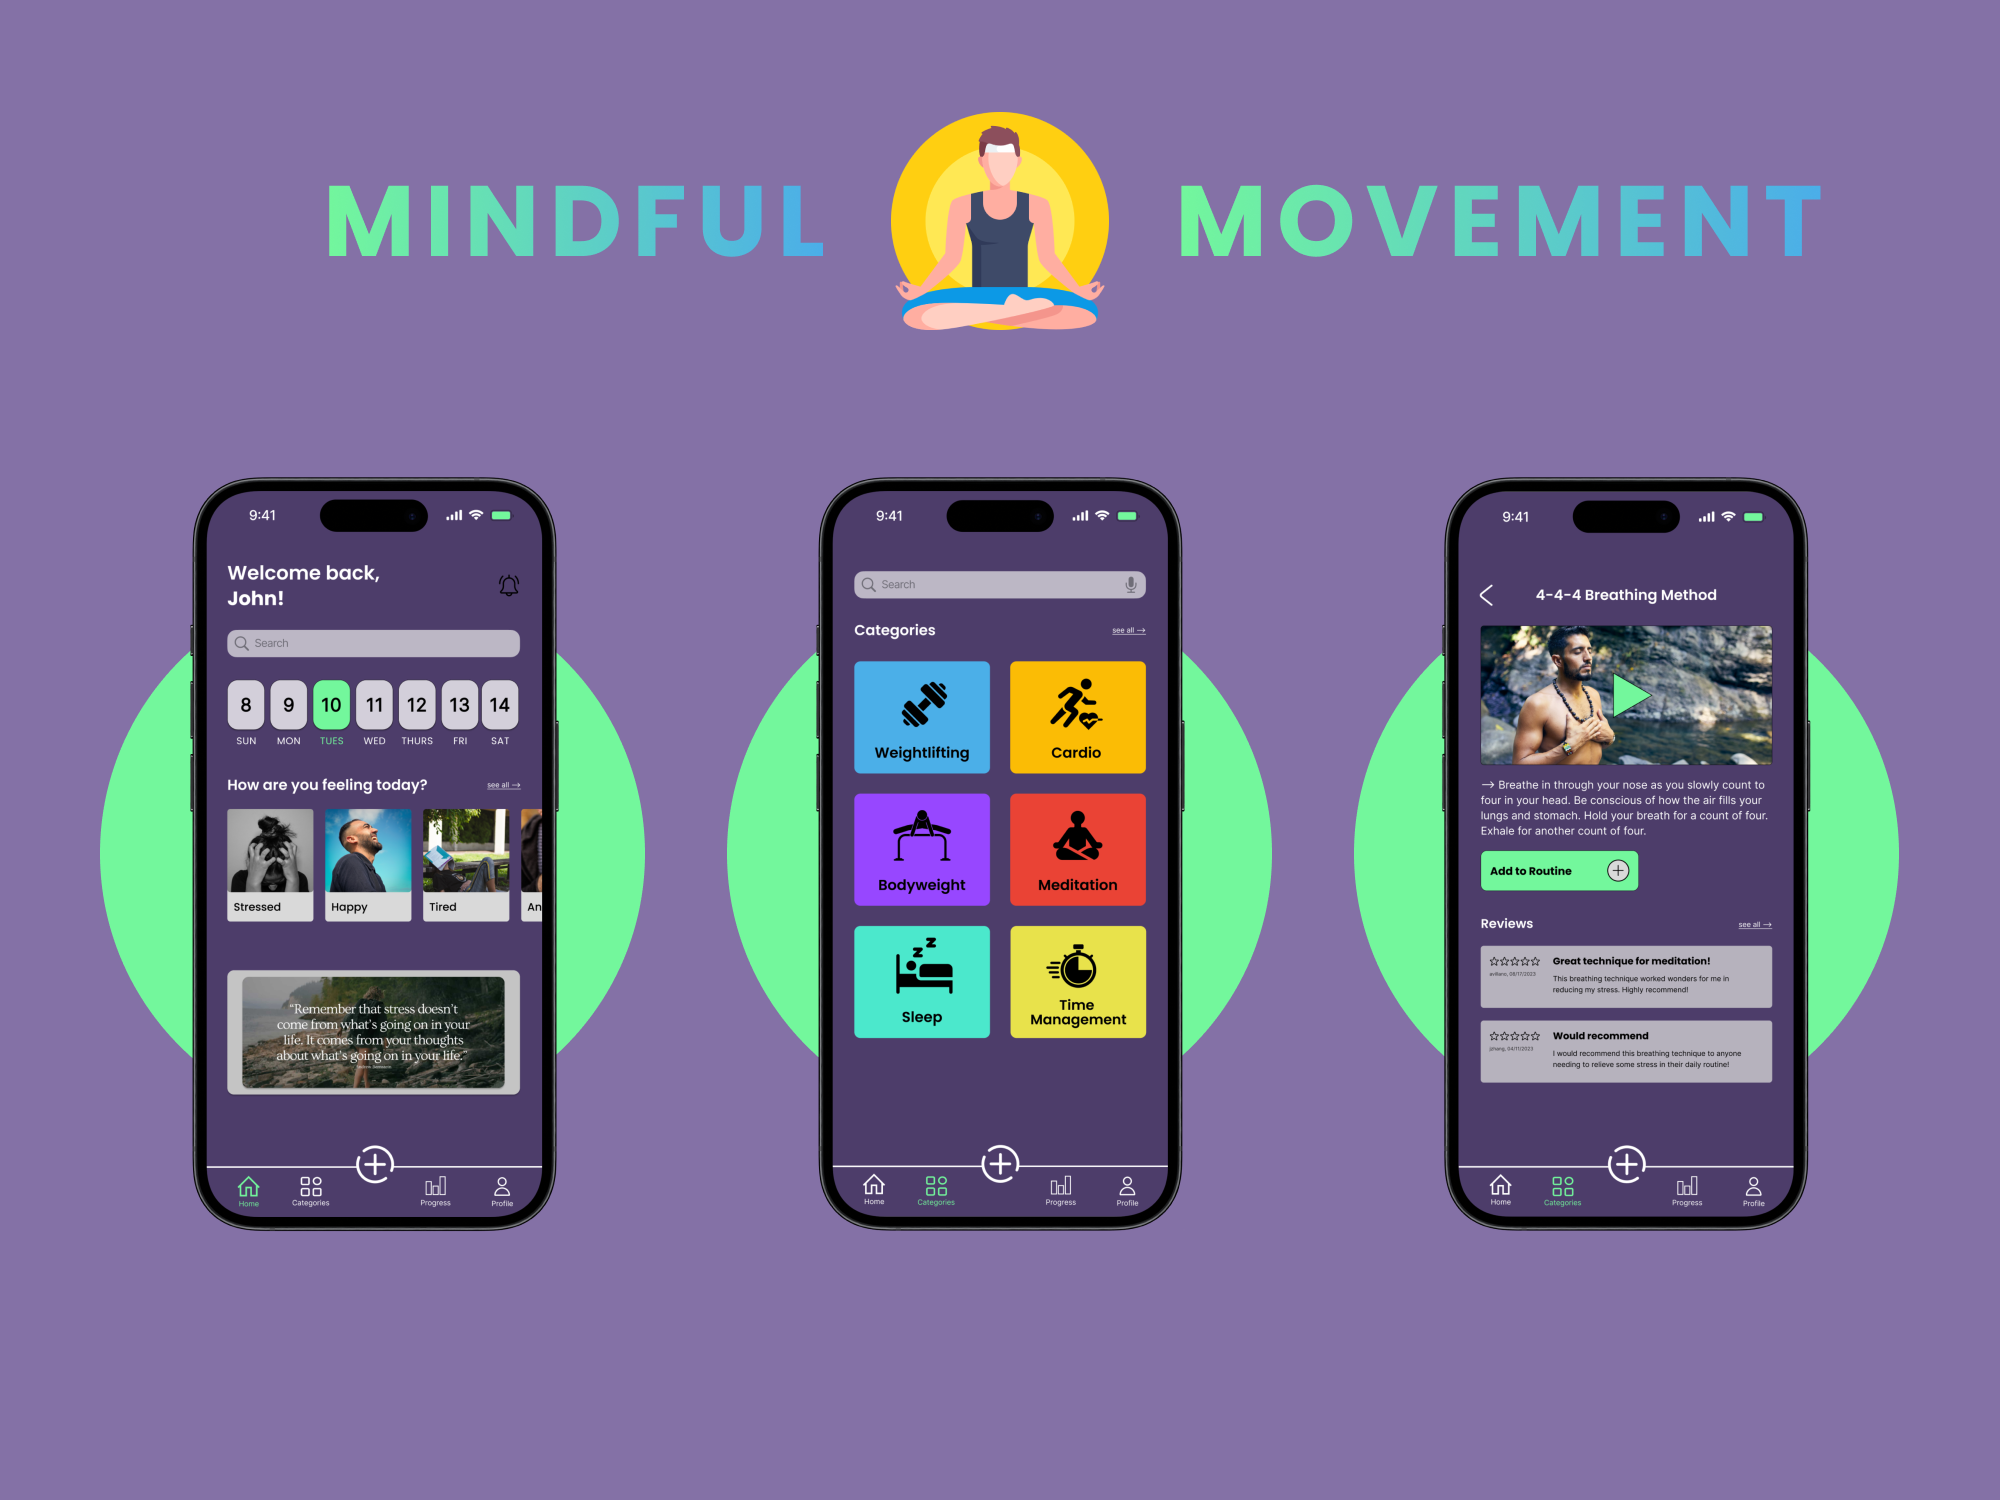 MINDFUL MOVEMENT
9:41
Welcome back,
John!
Search
8 9 10 11 12 13 14
SUN MON TUES WED THURS FRI SAT
How are you feeling today? see all →
Stressed Happy Tired An
“Remember that stress doesn’t
come from what’s going on in your
life. It comes from your thoughts
about what’s going on in your life.”
Home Categories Progress Profile
9:41
Search
Categories see all →
Weightlifting Cardio
Bodyweight Meditation
Sleep Time
Management
Home Categories Progress Profile
9:41
4-4-4 Breathing Method
→ Breathe in through your nose as you slowly count to
four in your head. Be conscious of how the air fills your
lungs and stomach. Hold your breath for a count of four.
Exhale for another count of four.
Add to Routine
Reviews see all →
Great technique for meditation!
08/17/2023
This breathing technique worked wonders for me in
reducing my stress. Highly recommend!
Would recommend
04/11/2023
I would recommend this breathing technique to anyone
needing to relieve some stress in their daily routine!
Home Categories Progress Profile